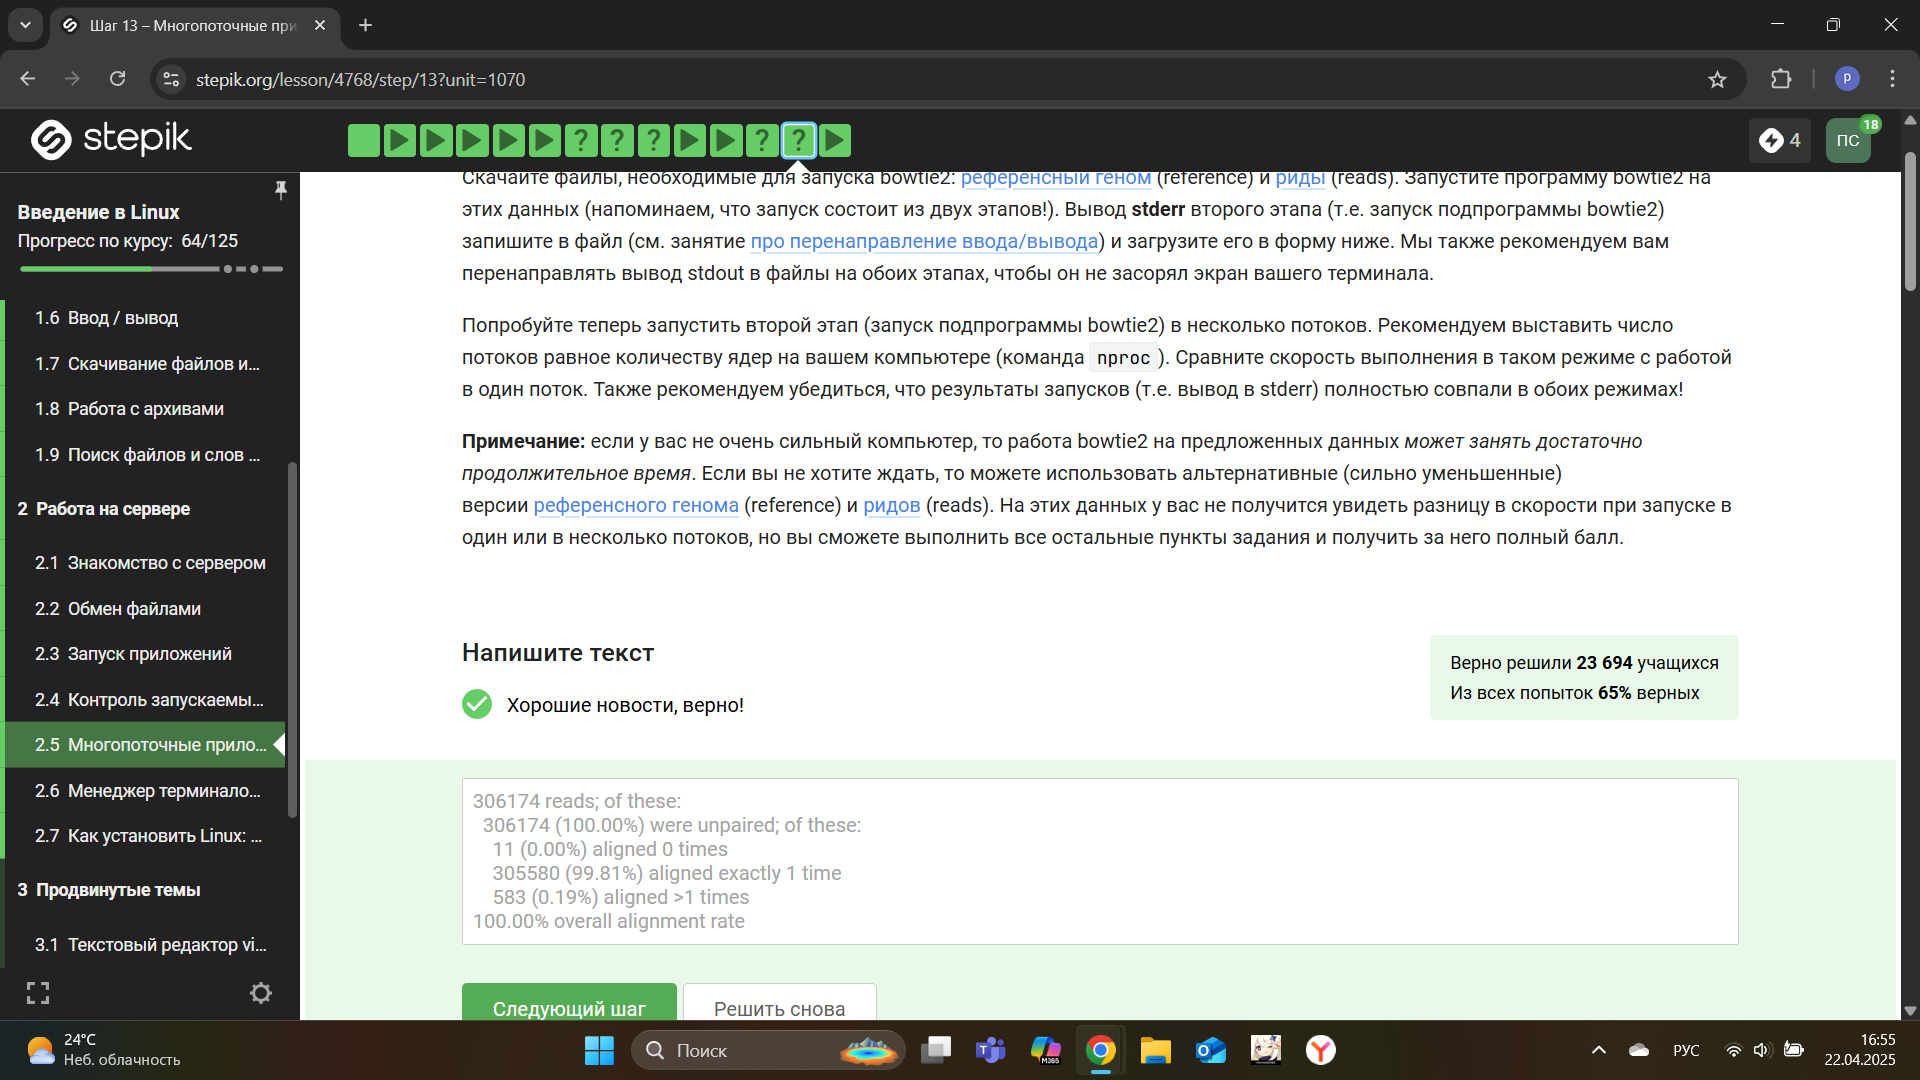 Шаг 13 – Многопоточные при
stepik.org/lesson/4768/step/13?unit=1070
p
stepik
? ? ? ? ?
4
ПС
18
Введение в Linux
Прогресс по курсу: 64/125
1.6 Ввод / вывод
1.7 Скачивание файлов и...
1.8 Работа с архивами
1.9 Поиск файлов и слов ...
2 Работа на сервере
2.1 Знакомство с сервером
2.2 Обмен файлами
2.3 Запуск приложений
2.4 Контроль запускаемы...
2.5 Многопоточные прило...
2.6 Менеджер терминало...
2.7 Как установить Linux: ...
3 Продвинутые темы
3.1 Текстовый редактор vi...
Скачайте файлы, необходимые для запуска bowtie2: референсный геном (reference) и риды (reads). Запустите программу bowtie2 на
этих данных (напоминаем, что запуск состоит из двух этапов!). Вывод stderr второго этапа (т.е. запуск подпрограммы bowtie2)
запишите в файл (см. занятие про перенаправление ввода/вывода) и загрузите его в форму ниже. Мы также рекомендуем вам
перенаправлять вывод stdout в файлы на обоих этапах, чтобы он не засорял экран вашего терминала.
Попробуйте теперь запустить второй этап (запуск подпрограммы bowtie2) в несколько потоков. Рекомендуем выставить число
потоков равное количеству ядер на вашем компьютере (команда nproc). Сравните скорость выполнения в таком режиме с работой
в один поток. Также рекомендуем убедиться, что результаты запусков (т.е. вывод в stderr) полностью совпали в обоих режимах!
Примечание: если у вас не очень сильный компьютер, то работа bowtie2 на предложенных данных может занять достаточно
продолжительное время. Если вы не хотите ждать, то можете использовать альтернативные (сильно уменьшенные)
версии референсного генома (reference) и ридов (reads). На этих данных у вас не получится увидеть разницу в скорости при запуске в
один или в несколько потоков, но вы сможете выполнить все остальные пункты задания и получить за него полный балл.
Напишите текст
Хорошие новости, верно!
Верно решили 23 694 учащихся
Из всех попыток 65% верных
306174 reads; of these:
306174 (100.00%) were unpaired; of these:
11 (0.00%) aligned 0 times
305580 (99.81%) aligned exactly 1 time
583 (0.19%) aligned >1 times
100.00% overall alignment rate
Следующий шаг
Решить снова
24°C
Неб. облачность
Поиск
M365
РУС
16:55
22.04.2025